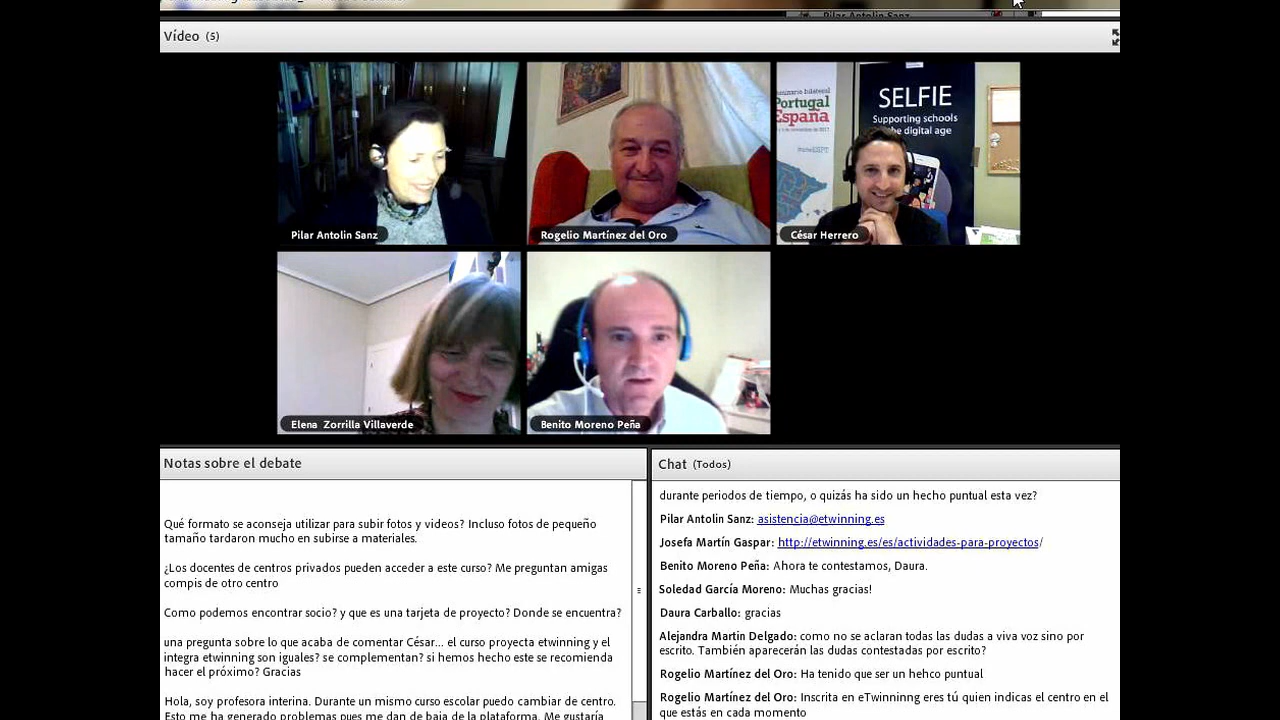 Pilar Antolin Sanz
Vídeo (5)
Portugal
España
SELFIE
Supporting schools
the digital age
Pilar Antolin Sanz
Rogelio Martínez del Oro
César Herrero
Elena Zorrilla Villaverde
Benito Moreno Peña
Notas sobre el debate
Qué formato se aconseja utilizar para subir fotos y videos? Incluso fotos de pequeño
tamaño tardaron mucho en subirse a materiales.
¿Los docentes de centros privados pueden acceder a este curso? Me preguntan amigas
compis de otro centro
Como podemos encontrar socio? y que es una tarjeta de proyecto? Donde se encuentra?
una pregunta sobre lo que acaba de comentar César... el curso proyecta etwinning y el
integra etwinning son iguales? se complementan? si hemos hecho este se recomienda
hacer el próximo? Gracias
Hola, soy profesora interina. Durante un mismo curso escolar puedo cambiar de centro.
Esto me ha generado problemas pues me dan de baja de la plataforma. Me gustaría
Chat (Todos)
durante periodos de tiempo, o quizás ha sido un hecho puntual esta vez?
Pilar Antolin Sanz: asistencia@etwinning.es
Josefa Martín Gaspar: http://etwinning.es/es/actividades-para-proyectos/
Benito Moreno Peña: Ahora te contestamos, Daura.
Soledad García Moreno: Muchas gracias!
Daura Carballo: gracias
Alejandra Martin Delgado: como no se aclaran todas las dudas a viva voz sino por
escrito. También aparecerán las dudas contestadas por escrito?
Rogelio Martínez del Oro: Ha tenido que ser un hehco puntual
Rogelio Martínez del Oro: Inscrita en eTwinninng eres tú quien indicas el centro en el
que estás en cada momento